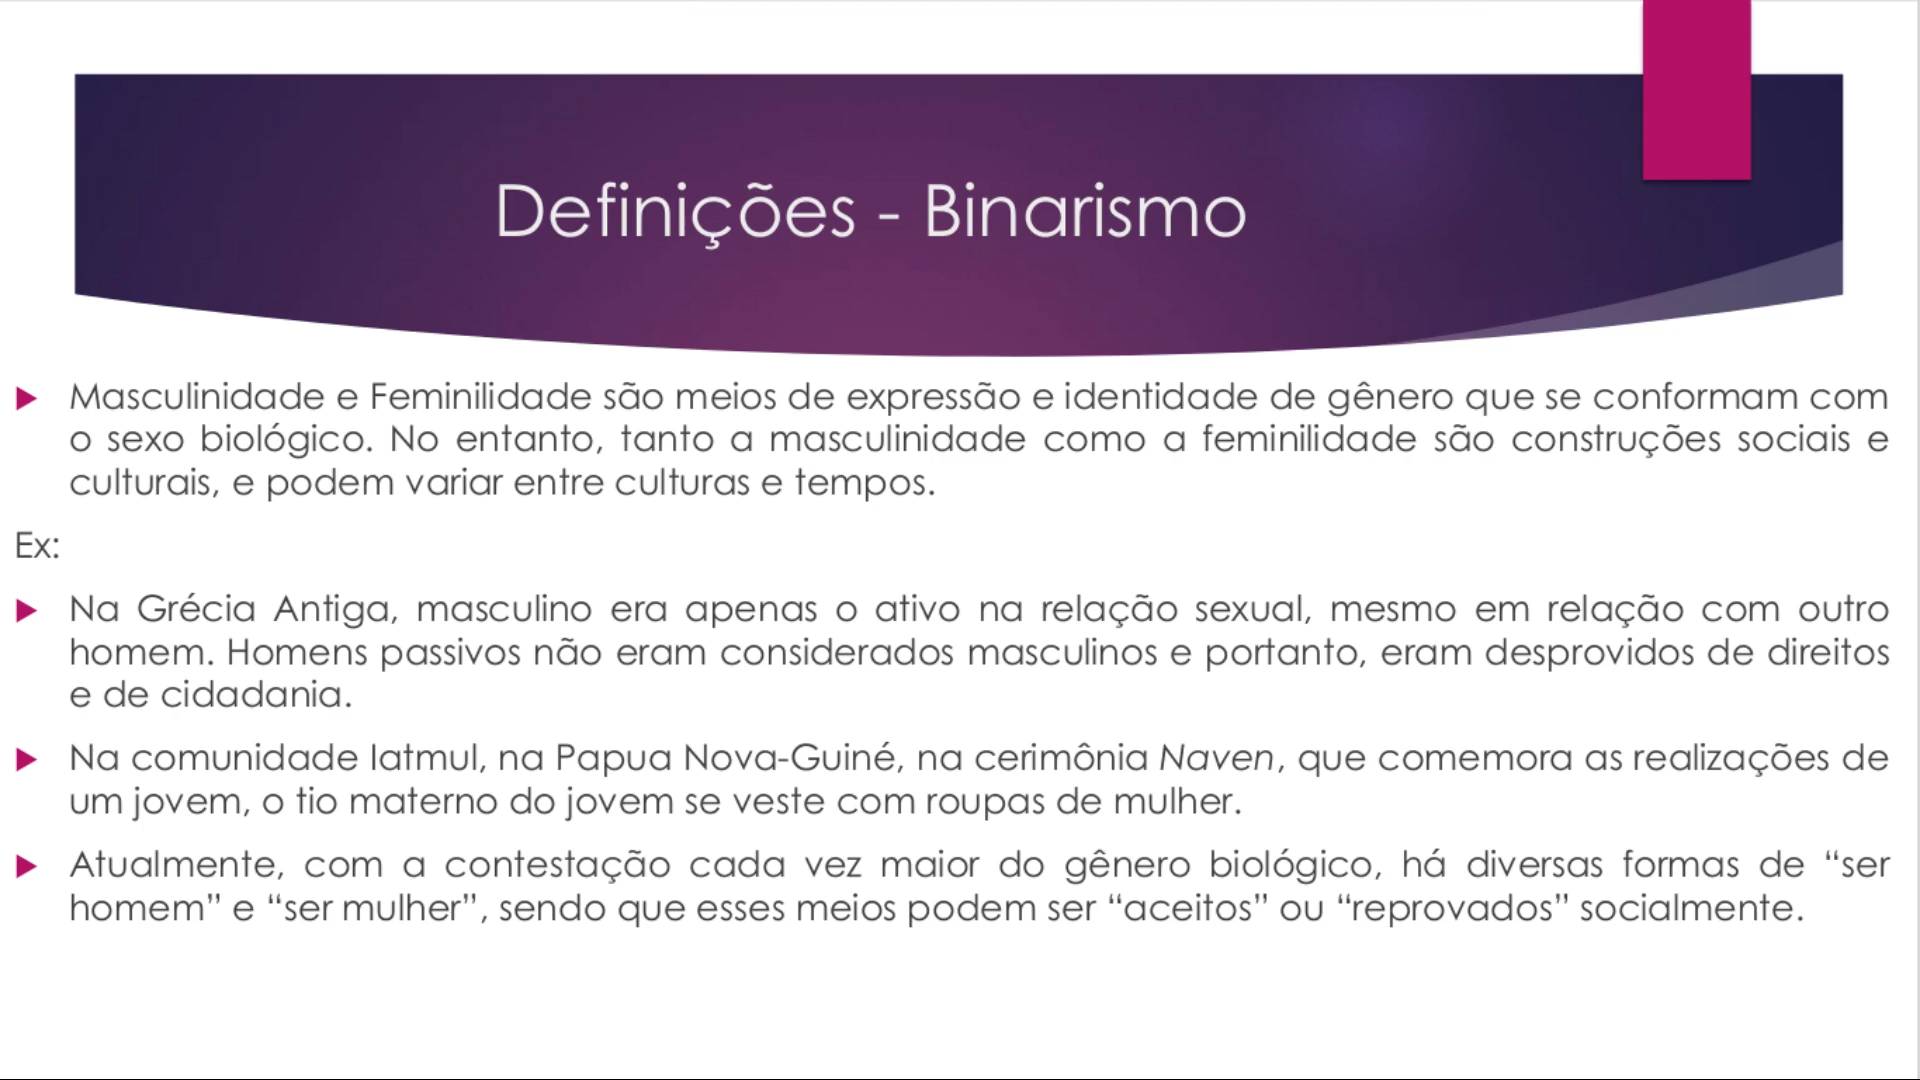 Definições - Binarismo
Masculinidade e Feminilidade são meios de expressão e identidade de gênero que se conformam com
o sexo biológico. No entanto, tanto a masculinidade como a feminilidade são construções sociais e
culturais, e podem variar entre culturas e tempos.
Ex:
Na Grécia Antiga, masculino era apenas o ativo na relação sexual, mesmo em relação com outro
homem. Homens passivos não eram considerados masculinos e portanto, eram desprovidos de direitos
e de cidadania.
Na comunidade Iatmul, na Papua Nova-Guiné, na cerimônia Naven, que comemora as realizações de
um jovem, o tio materno do jovem se veste com roupas de mulher.
Atualmente, com a contestação cada vez maior do gênero biológico, há diversas formas de “ser
homem” e “ser mulher”, sendo que esses meios podem ser “aceitos” ou “reprovados” socialmente.